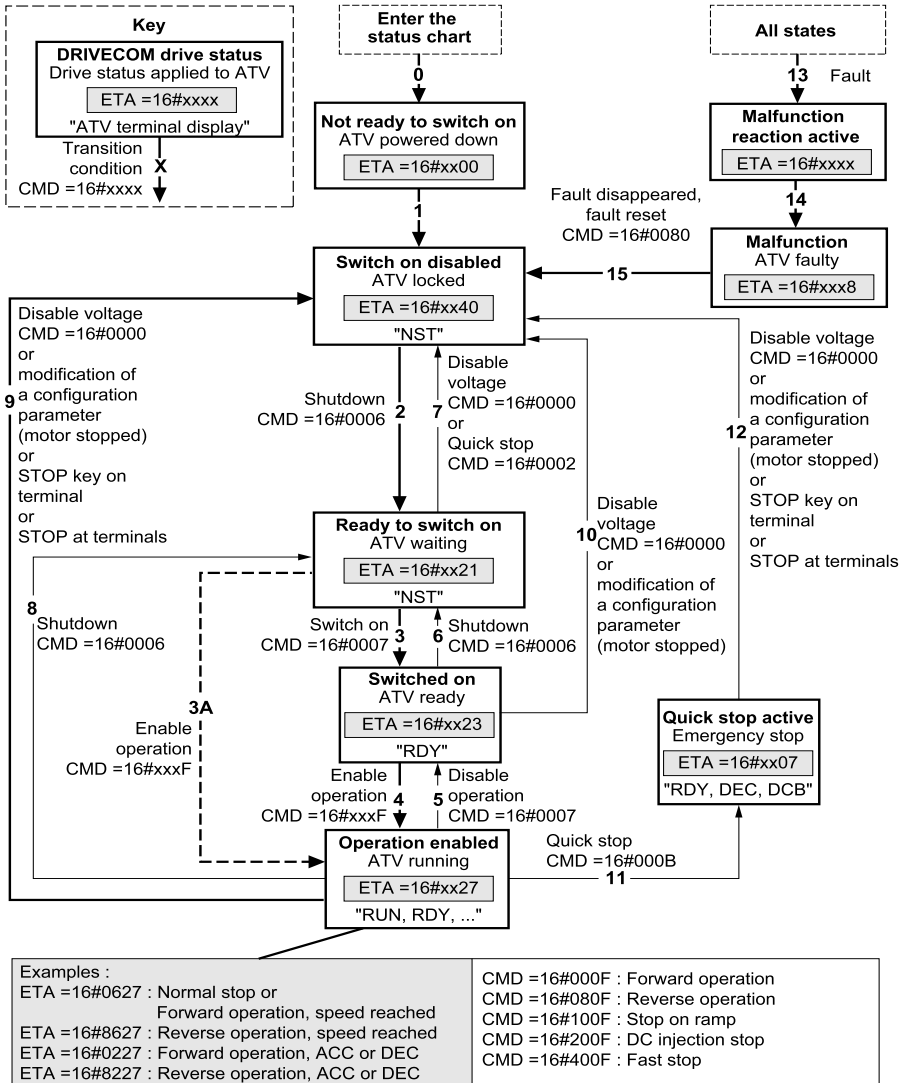 Key
DRIVECOM drive status
Drive status applied to ATV
ETA =16#xxxx
"ATV terminal display"
Transition
condition
X
CMD =16#xxxx
Enter the
status chart
0
Not ready to switch on
ATV powered down
ETA =16#xx00
1
All states
13
Fault
Malfunction
reaction active
ETA =16#xxxx
14
Fault disappeared,
fault reset
CMD =16#0080
15
Malfunction
ATV faulty
ETA =16#xxx8
Switch on disabled
ATV locked
ETA =16#xx40
"NST"
Disable voltage
CMD =16#0000
or
modification of
a configuration
parameter
(motor stopped)
or
STOP key on
terminal
or
STOP at terminals
9
Shutdown
CMD =16#0006
2
7
Disable
voltage
CMD =16#0000
or
Quick stop
CMD =16#0002
12
Disable voltage
CMD =16#0000
or
modification of
a configuration
parameter
(motor stopped)
or
STOP key on
terminal
or
STOP at terminals
10
Disable
voltage
CMD =16#0000
or
modification of
a configuration
parameter
(motor stopped)
Ready to switch on
ATV waiting
ETA =16#xx21
"NST"
8
Shutdown
CMD =16#0006
Switch on
CMD =16#0007
3
6
Shutdown
CMD =16#0006
Switched on
ATV ready
ETA =16#xx23
"RDY"
3A
Enable
operation
CMD =16#xxxF
Enable
operation
CMD =16#xxxF
4
5
Disable
operation
CMD =16#0007
Quick stop active
Emergency stop
ETA =16#xx07
"RDY, DEC, DCB"
Operation enabled
ATV running
ETA =16#xx27
"RUN, RDY, ..."
Quick stop
CMD =16#000B
11
Examples :
ETA =16#0627 : Normal stop or
Forward operation, speed reached
ETA =16#8627 : Reverse operation, speed reached
ETA =16#0227 : Forward operation, ACC or DEC
ETA =16#8227 : Reverse operation, ACC or DEC
CMD =16#000F : Forward operation
CMD =16#080F : Reverse operation
CMD =16#100F : Stop on ramp
CMD =16#200F : DC injection stop
CMD =16#400F : Fast stop